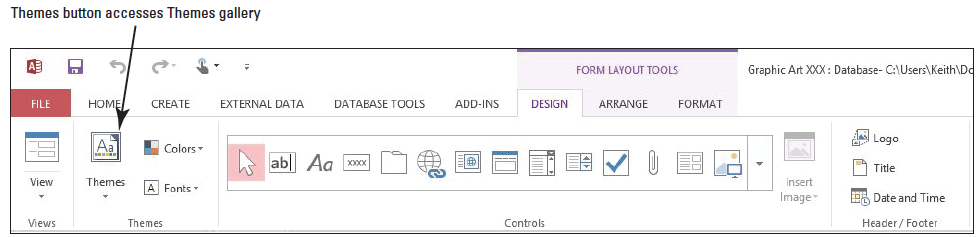 Themes button accesses Themes gallery
FORM LAYOUT TOOLS
Graphic Art XXX : Database- C:\Users\Keith\Do
FILE HOME CREATE EXTERNAL DATA DATABASE TOOLS ADD-INS DESIGN ARRANGE FORMAT
View
Themes
Aa
Colors
A Fonts
ab
Aa
xxxx
Insert
Image
Logo
Title
Date and Time
Views
Themes
Controls
Header / Footer